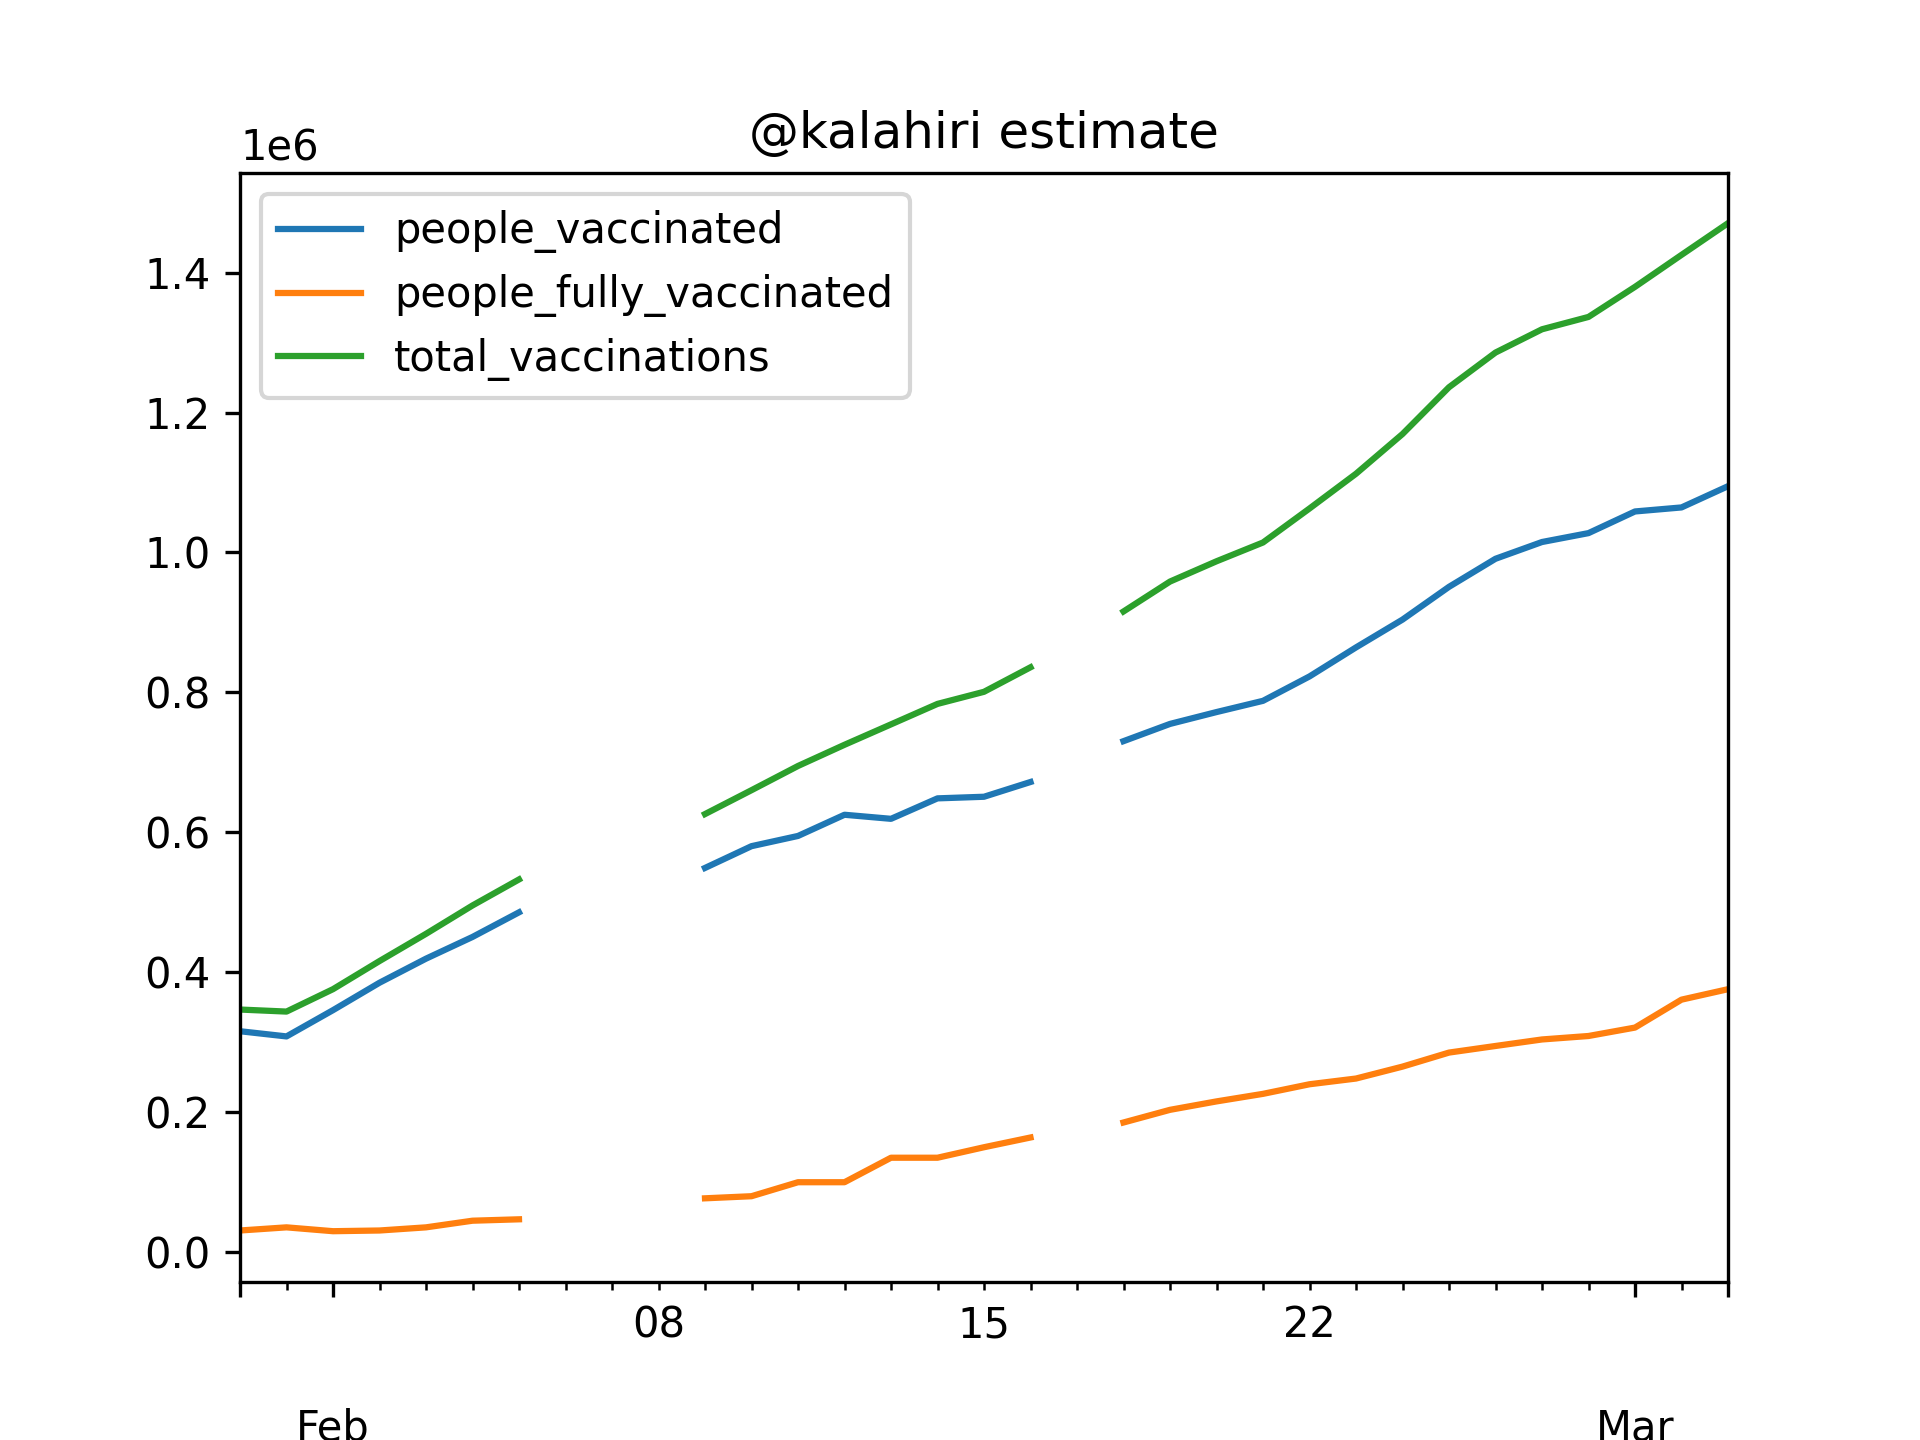 @kalahiri estimate
1e6
people_vaccinated
people_fully_vaccinated
total_vaccinations
1.4
1.2
1.0
0.8
0.6
0.4
0.2
0.0
08 15 22
Feb Mar